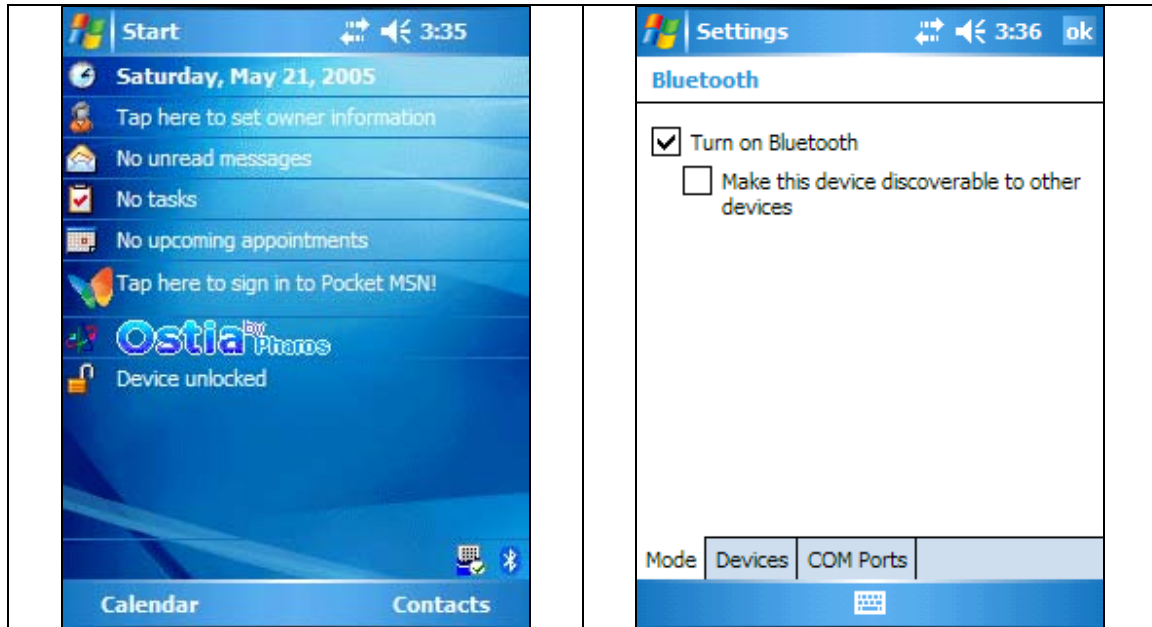 Start 3:35
Saturday, May 21, 2005
Tap here to set owner information
No unread messages
No tasks
No upcoming appointments
Tap here to sign in to Pocket MSN!
Ostia by Pharos
Device unlocked
Calendar Contacts
Settings 3:36 ok
Bluetooth
Turn on Bluetooth
Make this device discoverable to other
devices
Mode Devices COM Ports